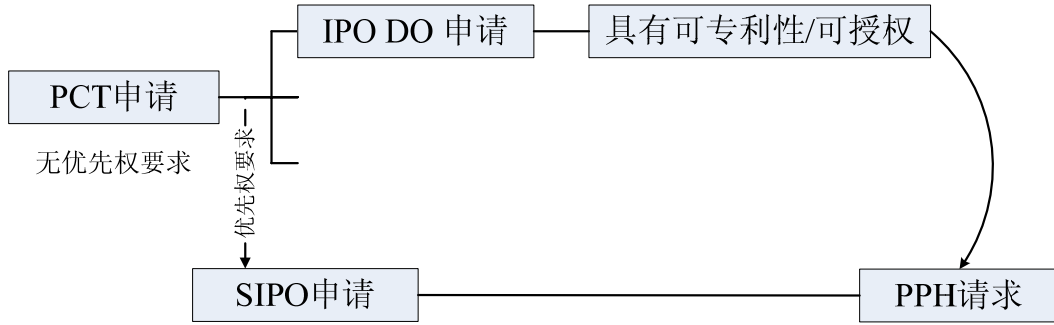 IPO DO 申请
具有可专利性/可授权
PCT申请
无优先权要求
优先权要求
SIPO申请
PPH请求